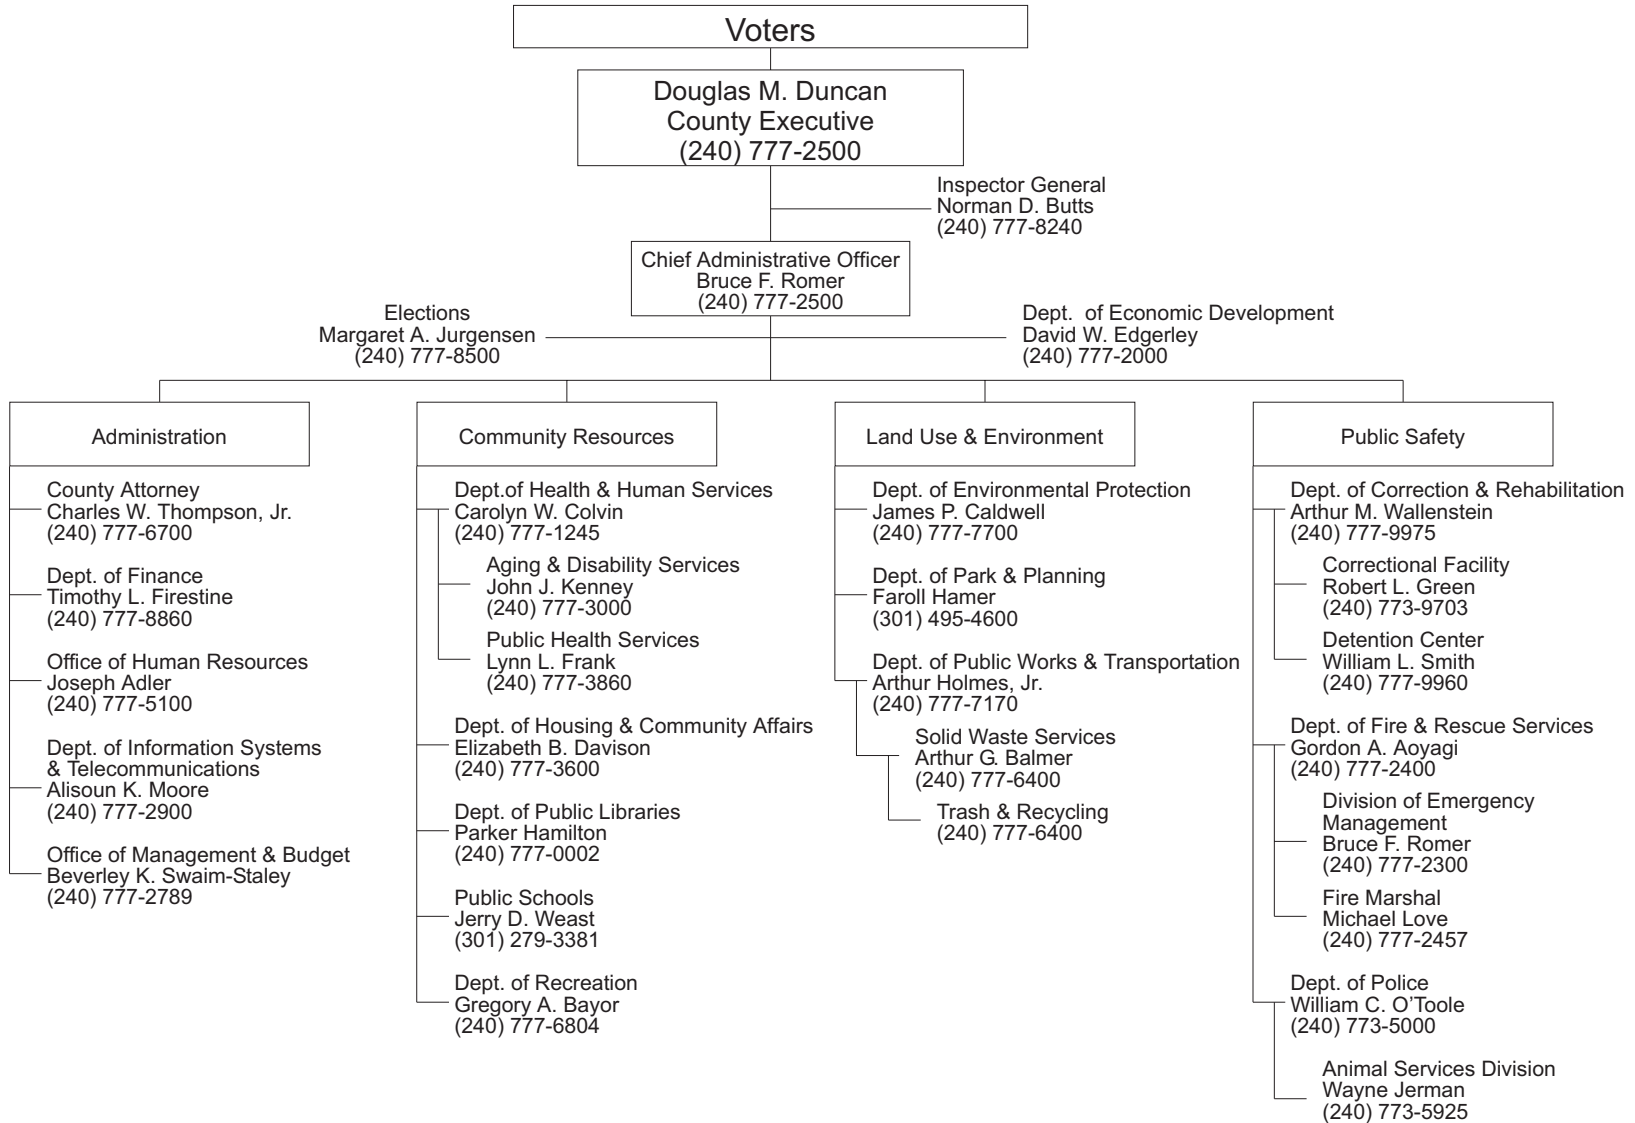 Voters
Douglas M. Duncan
County Executive
(240) 777-2500
Inspector General
Norman D. Butts
(240) 777-8240
Chief Administrative Officer
Bruce F. Romer
(240) 777-2500
Elections
Margaret A. Jurgensen
(240) 777-8500
Dept. of Economic Development
David W. Edgerley
(240) 777-2000
Administration
County Attorney
Charles W. Thompson, Jr.
(240) 777-6700
Dept. of Finance
Timothy L. Firestine
(240) 777-8860
Office of Human Resources
Joseph Adler
(240) 777-5100
Dept. of Information Systems
& Telecommunications
Alisoun K. Moore
(240) 777-2900
Office of Management & Budget
Beverley K. Swaim-Staley
(240) 777-2789
Community Resources
Dept.of Health & Human Services
Carolyn W. Colvin
(240) 777-1245
Aging & Disability Services
John J. Kenney
(240) 777-3000
Public Health Services
Lynn L. Frank
(240) 777-3860
Dept. of Housing & Community Affairs
Elizabeth B. Davison
(240) 777-3600
Dept. of Public Libraries
Parker Hamilton
(240) 777-0002
Public Schools
Jerry D. Weast
(301) 279-3381
Dept. of Recreation
Gregory A. Bayor
(240) 777-6804
Land Use & Environment
Dept. of Environmental Protection
James P. Caldwell
(240) 777-7700
Dept. of Park & Planning
Faroll Hamer
(301) 495-4600
Dept. of Public Works & Transportation
Arthur Holmes, Jr.
(240) 777-7170
Solid Waste Services
Arthur G. Balmer
(240) 777-6400
Trash & Recycling
(240) 777-6400
Public Safety
Dept. of Correction & Rehabilitation
Arthur M. Wallenstein
(240) 777-9975
Correctional Facility
Robert L. Green
(240) 773-9703
Detention Center
William L. Smith
(240) 777-9960
Dept. of Fire & Rescue Services
Gordon A. Aoyagi
(240) 777-2400
Division of Emergency
Management
Bruce F. Romer
(240) 777-2300
Fire Marshal
Michael Love
(240) 777-2457
Dept. of Police
William C. O'Toole
(240) 773-5000
Animal Services Division
Wayne Jerman
(240) 773-5925